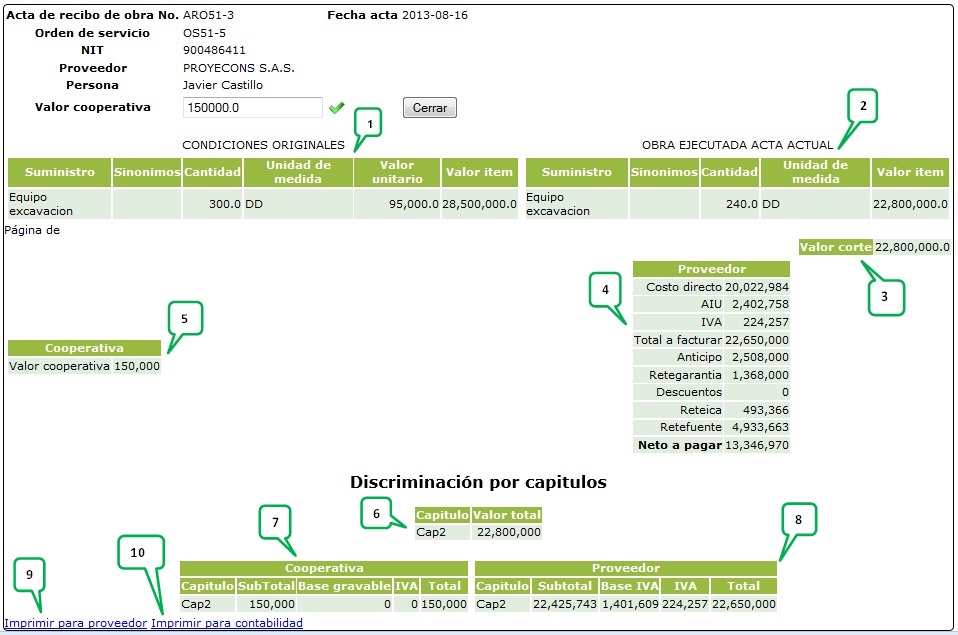 Acta de recibo de obra No. ARO51-3 Fecha acta 2013-08-16
Orden de servicio OS51-5
NIT 900486411
Proveedor PROYECONS S.A.S.
Persona Javier Castillo
Valor cooperativa 150000.0 Cerrar
1
2
CONDICIONES ORIGINALES OBRA EJECUTADA ACTA ACTUAL
Suministro Sinonimos Cantidad Unidad de medida Valor unitario Valor item Suministro Sinonimos Cantidad Unidad de medida Valor item
Equipo excavacion 300.0 DD 95,000.0 28,500,000.0 Equipo excavacion 240.0 DD 22,800,000.0
Página de
Valor corte 22,800,000.0
3
4
Proveedor
Costo directo 20,022,984
AIU 2,402,758
IVA 224,257
Total a facturar 22,650,000
Anticipo 2,508,000
Retegarantia 1,368,000
Descuentos 0
Reteica 493,366
Retefuente 4,933,663
Neto a pagar 13,346,970
5
Cooperativa
Valor cooperativa 150,000
Discriminación por capitulos
6
Capitulo Valor total
Cap2 22,800,000
7
8
Cooperativa Proveedor
Capitulo SubTotal Base gravable IVA Total Capitulo Subtotal Base IVA IVA Total
Cap2 150,000 0 0 150,000 Cap2 22,425,743 1,401,609 224,257 22,650,000
9
10
Imprimir para proveedor Imprimir para contabilidad